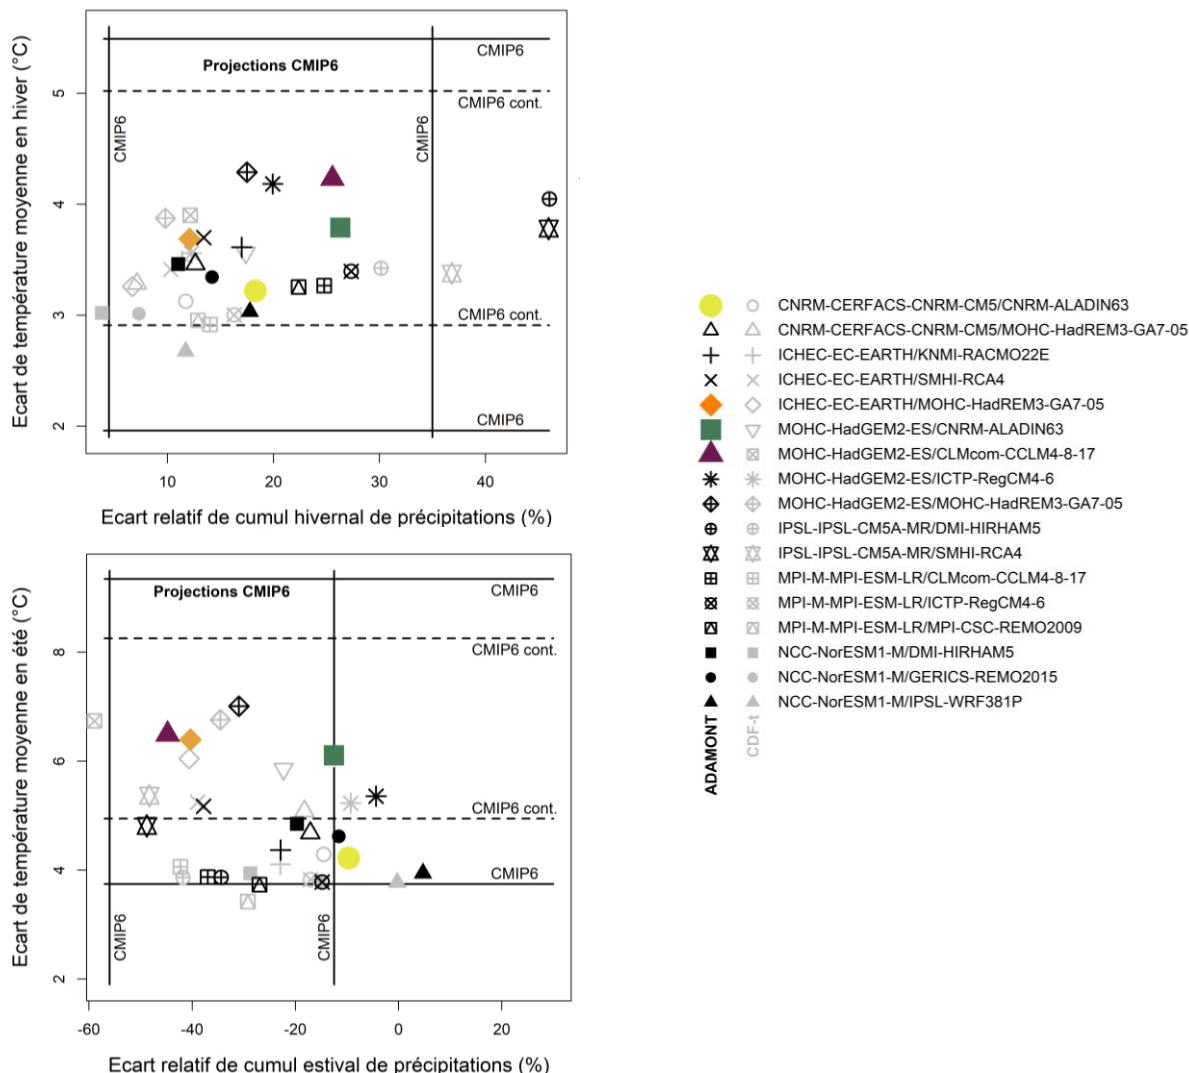 Ecart de température moyenne en hiver (°C)
5
4
3
2
CMIP6
Projections CMIP6
CMIP6 cont.
CMIP6
CMIP6
CMIP6 cont.
CMIP6
10
20
30
40
Ecart relatif de cumul hivernal de précipitations (%)
Ecart de température moyenne en été (°C)
8
6
4
2
Projections CMIP6
CMIP6
CMIP6 cont.
CMIP6 cont.
CMIP6
CMIP6
CMIP6
-60
-40
-20
0
20
Ecart relatif de cumul estival de précipitations (%)
CNRM-CERFACS-CNRM-CM5/CNRM-ALADIN63
CNRM-CERFACS-CNRM-CM5/MOHC-HadREM3-GA7-05
ICHEC-EC-EARTH/KNMI-RACMO22E
ICHEC-EC-EARTH/SMHI-RCA4
ICHEC-EC-EARTH/MOHC-HadREM3-GA7-05
MOHC-HadGEM2-ES/CNRM-ALADIN63
MOHC-HadGEM2-ES/CLMcom-CCLM4-8-17
MOHC-HadGEM2-ES/ICTP-RegCM4-6
MOHC-HadGEM2-ES/MOHC-HadREM3-GA7-05
IPSL-IPSL-CM5A-MR/DMI-HIRHAM5
IPSL-IPSL-CM5A-MR/SMHI-RCA4
MPI-M-MPI-ESM-LR/CLMcom-CCLM4-8-17
MPI-M-MPI-ESM-LR/ICTP-RegCM4-6
MPI-M-MPI-ESM-LR/MPI-CSC-REMO2009
NCC-NorESM1-M/DMI-HIRHAM5
NCC-NorESM1-M/GERICS-REMO2015
NCC-NorESM1-M/IPSL-WRF381P
ADAMONT
CDF-t